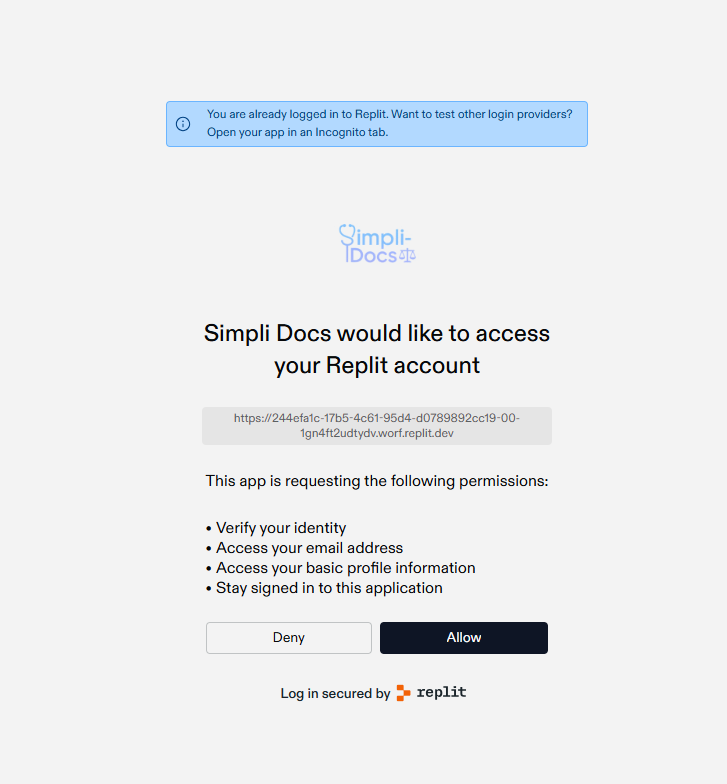 You are already logged in to Replit. Want to test other login providers?
Open your app in an Incognito tab.
Simpli-
Docs
Simpli Docs would like to access
your Replit account
https://244efa1c-17b5-4c61-95d4-d0789892cc19-00-
1gn4ft2udtydv.worf.replit.dev
This app is requesting the following permissions:
• Verify your identity
• Access your email address
• Access your basic profile information
• Stay signed in to this application
Deny
Allow
Log in secured by replit